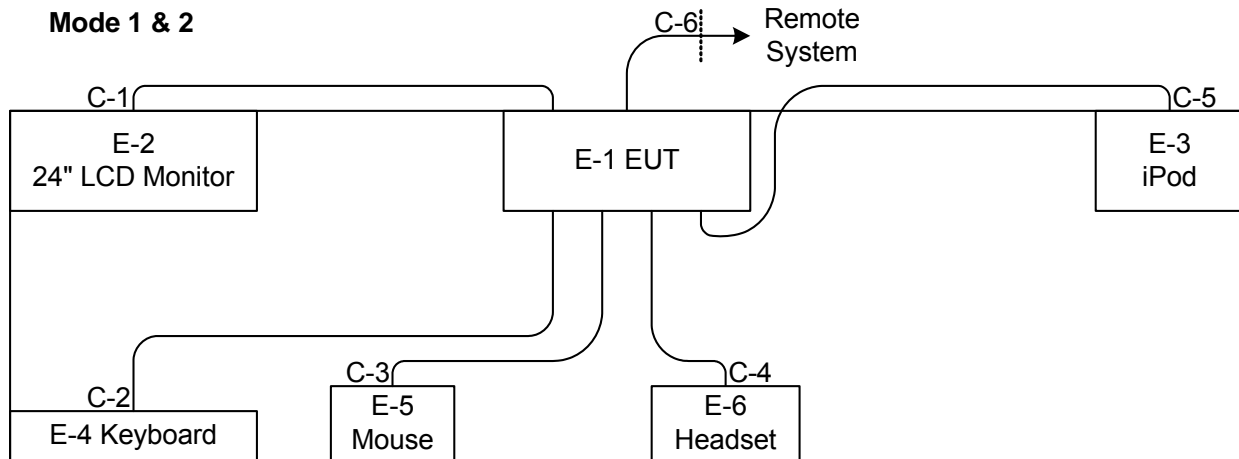 Mode 1 & 2
C-6
Remote
System
C-1
C-5
E-2
24" LCD Monitor
E-1 EUT
E-3
iPod
C-3
C-4
C-2
E-5
Mouse
E-6
Headset
E-4 Keyboard